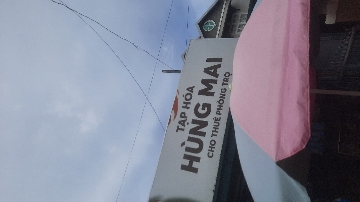 TẠP HÓA
HÙNG MAI
CHO THUÊ PHÒNG TRỌ